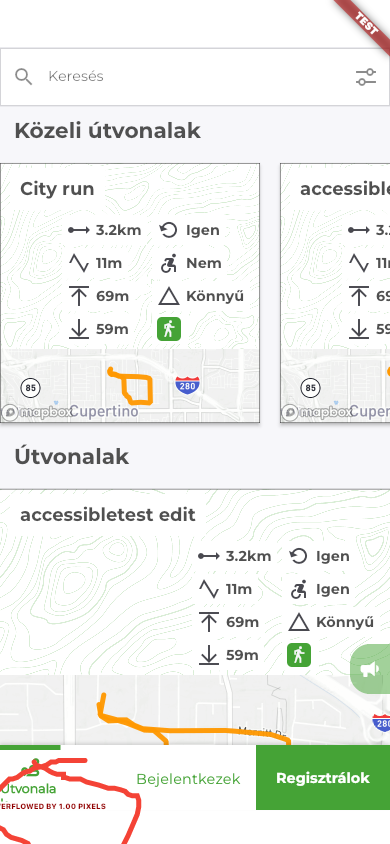 TEST
Keresés
Közeli útvonalak
City run
3.2km Igen
11m Nem
69m Könnyű
59m
85
280
mapbox
Cupertino
accessible
3.
11
69
59
85
mapbox
Útvonalak
accessibletest edit
3.2km Igen
11m Igen
69m Könnyű
59m
28
Útvonala
ERFLOWED BY 1.00 PIXELS
Bejelentkezek
Regisztrálok